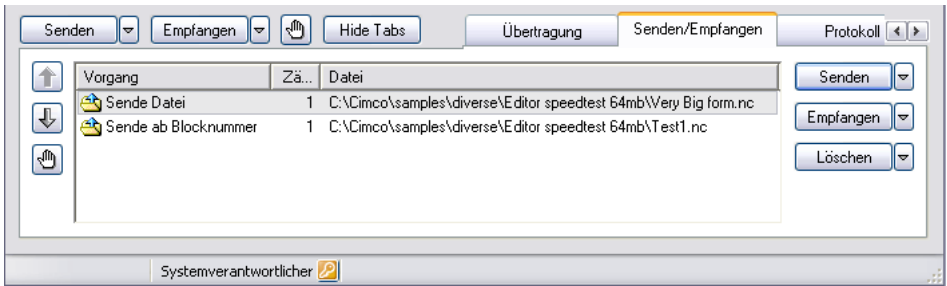 Senden Empfangen Hide Tabs Übertragung Senden/Empfangen Protokoll
Vorgang Zä... Datei
Sende Datei 1 C:\Cimco\samples\diverse\Editor speedtest 64mb\Very Big form.nc
Sende ab Blocknummer 1 C:\Cimco\samples\diverse\Editor speedtest 64mb\Test1.nc
Senden
Empfangen
Löschen
Systemverantwortlicher